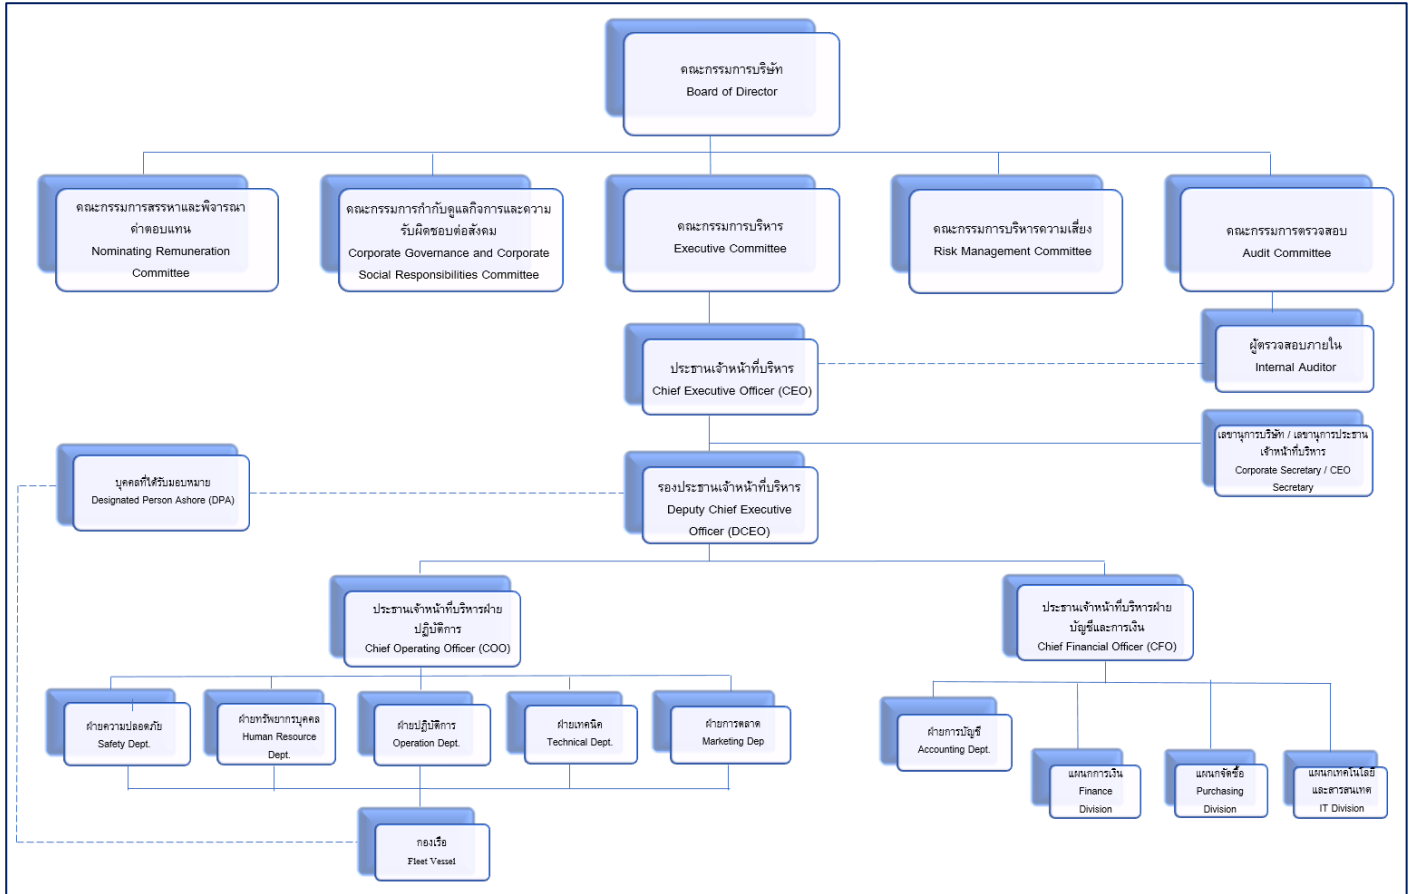 คณะกรรมการบริษัท
Board of Director
คณะกรรมการสรรหาและพิจารณา
ค่าตอบแทน
Nominating Remuneration
Committee
คณะกรรมการกำกับดูแลกิจการและความ
รับผิดชอบต่อสังคม
Corporate Governance and Corporate
Social Responsibilities Committee
คณะกรรมการบริหาร
Executive Committee
คณะกรรมการบริหารความเสี่ยง
Risk Management Committee
คณะกรรมการตรวจสอบ
Audit Committee
ประธานเจ้าหน้าที่บริหาร
Chief Executive Officer (CEO)
ผู้ตรวจสอบภายใน
Internal Auditor
เลขานุการบริษัท / เลขานุการประธาน
เจ้าหน้าที่บริหาร
Corporate Secretary / CEO
Secretary
บุคคลที่ได้รับมอบหมาย
Designated Person Ashore (DPA)
รองประธานเจ้าหน้าที่บริหาร
Deputy Chief Executive
Officer (DCEO)
ประธานเจ้าหน้าที่บริหารฝ่าย
ปฏิบัติการ
Chief Operating Officer (COO)
ประธานเจ้าหน้าที่บริหารฝ่าย
บัญชีและการเงิน
Chief Financial Officer (CFO)
ฝ่ายความปลอดภัย
Safety Dept.
ฝ่ายทรัพยากรบุคคล
Human Resource
Dept.
ฝ่ายปฏิบัติการ
Operation Dept.
ฝ่ายเทคนิค
Technical Dept.
ฝ่ายการตลาด
Marketing Dep
ฝ่ายการบัญชี
Accounting Dept.
แผนกการเงิน
Finance
Division
แผนกจัดซื้อ
Purchasing
Division
แผนกเทคโนโลยี
และสารสนเทศ
IT Division
กองเรือ
Fleet Vessel